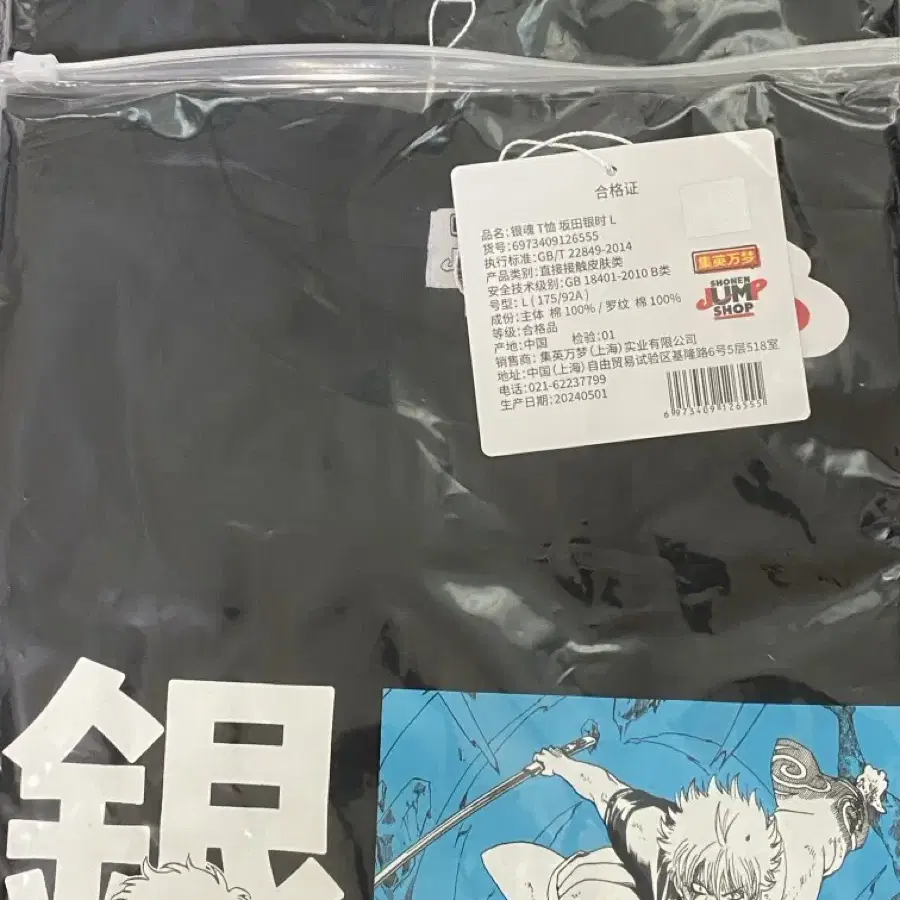 合格证
品名：银魂 T恤 坂田银时 L
货号：6973409126555
执行标准：GB/T 22849-2014
产品类别：直接接触皮肤类
安全技术级别：GB 18401-2010 B类
号型：L ( 175/92A )
成份：主体 棉 100% / 罗纹 棉 100%
等级：合格品
产地：中国 检验：01
销售商：集英万梦（上海）实业有限公司
地址：中国（上海）自由贸易试验区基隆路6号5层518室
电话：021-62237799
生产日期：20240501
集英万梦
SHONEN
JUMP
SHOP
6973409126555
銀